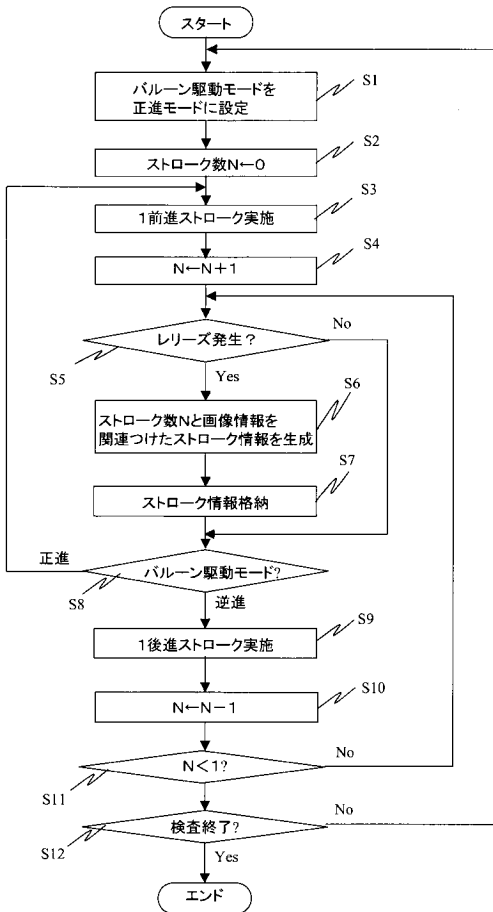 スタート
バルーン駆動モードを
正進モードに設定
S1
ストローク数N←0
S2
1前進ストローク実施
S3
N←N+1
S4
レリーズ発生?
No
S5
Yes
ストローク数Nと画像情報を
関連つけたストローク情報を生成
S6
ストローク情報格納
S7
正進
バルーン駆動モード?
S8
逆進
1後進ストローク実施
S9
N←N-1
S10
N<1?
No
S11
検査終了?
No
S12
Yes
エンド